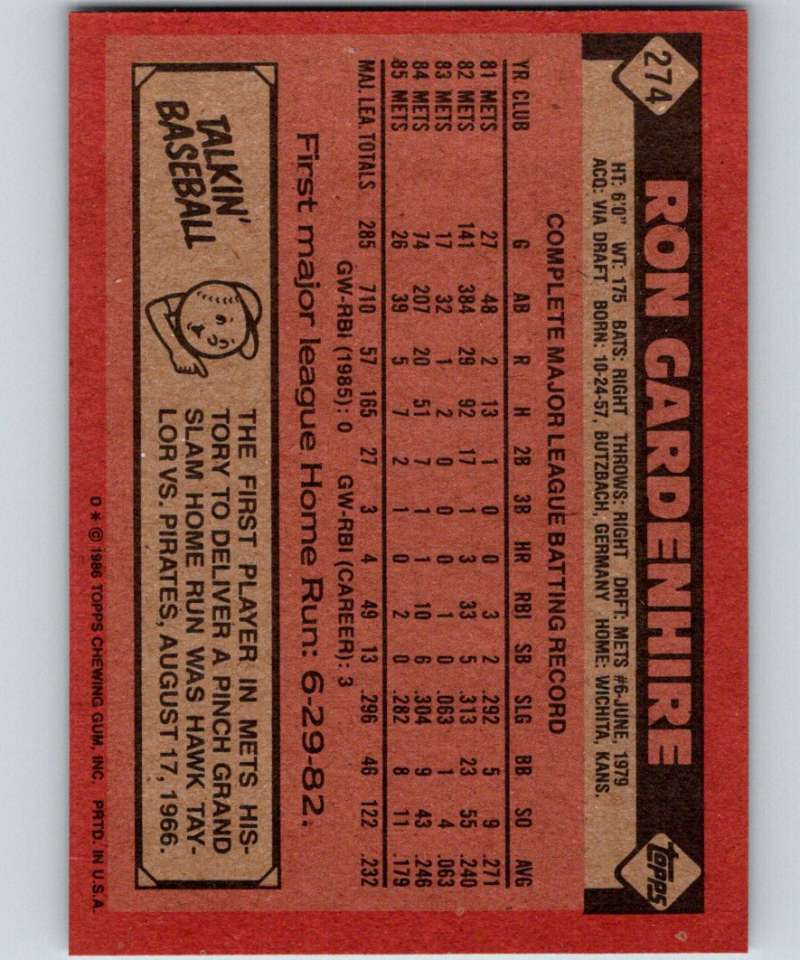 274
RON GARDENHIRE
TOPPS
HT: 6'0" WT: 175 BATS: RIGHT THROWS: RIGHT DRFT: METS #6-JUNE, 1979
ACQ: VIA DRAFT BORN: 10-24-57, BUTZBACH, GERMANY HOME: WICHITA, KANS.
COMPLETE MAJOR LEAGUE BATTING RECORD
YR CLUB G AB R H 2B 3B HR RBI SB SLG BB SO AVG
81 METS 27 48 2 13 1 0 0 3 2 .292 5 9 .271
82 METS 141 384 29 92 17 1 3 33 5 .313 23 55 .240
83 METS 17 32 1 2 0 0 0 1 0 .063 1 4 .063
84 METS 74 207 20 51 7 1 1 10 6 .304 9 43 .246
85 METS 26 39 5 7 2 1 0 2 0 .282 8 11 .179
MAJ. LEA. TOTALS 285 710 57 165 27 3 4 49 13 .296 46 122 .232
GW-RBI (1985): 0 GW-RBI (CAREER): 3
First major league Home Run: 6-29-82.
TALKIN'
BASEBALL
THE FIRST PLAYER IN METS HIS-
TORY TO DELIVER A PINCH GRAND
SLAM HOME RUN WAS HAWK TAY-
LOR VS. PIRATES, AUGUST 17, 1966.
D* © 1986 TOPPS CHEWING GUM, INC. PRTD. IN U.S.A.